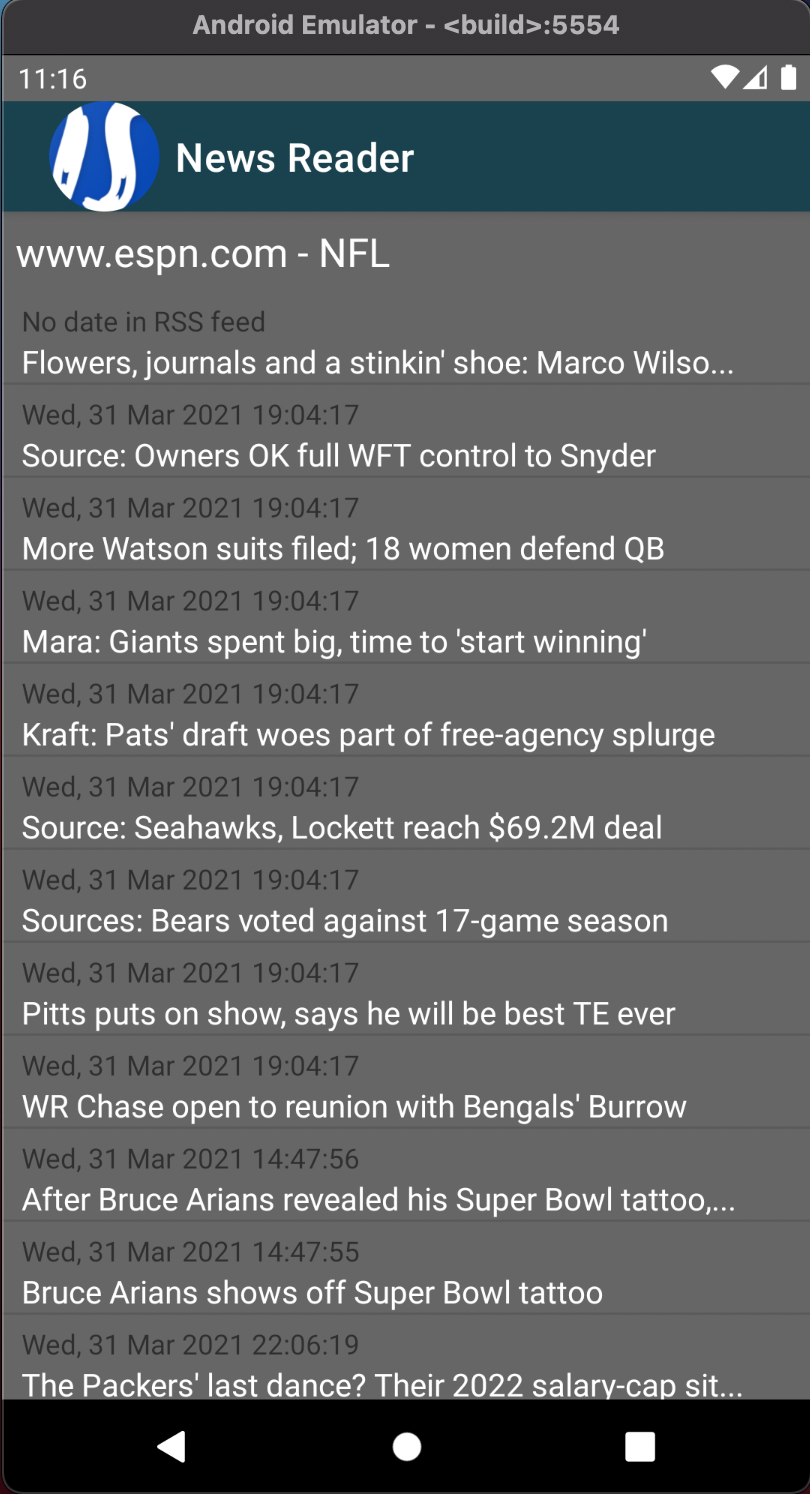 Android Emulator - <build>:5554
11:16
News Reader
www.espn.com - NFL
No date in RSS feed
Flowers, journals and a stinkin' shoe: Marco Wilso...
Wed, 31 Mar 2021 19:04:17
Source: Owners OK full WFT control to Snyder
Wed, 31 Mar 2021 19:04:17
More Watson suits filed; 18 women defend QB
Wed, 31 Mar 2021 19:04:17
Mara: Giants spent big, time to 'start winning'
Wed, 31 Mar 2021 19:04:17
Kraft: Pats' draft woes part of free-agency splurge
Wed, 31 Mar 2021 19:04:17
Source: Seahawks, Lockett reach $69.2M deal
Wed, 31 Mar 2021 19:04:17
Sources: Bears voted against 17-game season
Wed, 31 Mar 2021 19:04:17
Pitts puts on show, says he will be best TE ever
Wed, 31 Mar 2021 19:04:17
WR Chase open to reunion with Bengals' Burrow
Wed, 31 Mar 2021 14:47:56
After Bruce Arians revealed his Super Bowl tattoo,...
Wed, 31 Mar 2021 14:47:55
Bruce Arians shows off Super Bowl tattoo
Wed, 31 Mar 2021 22:06:19
The Packers' last dance? Their 2022 salary-cap sit...